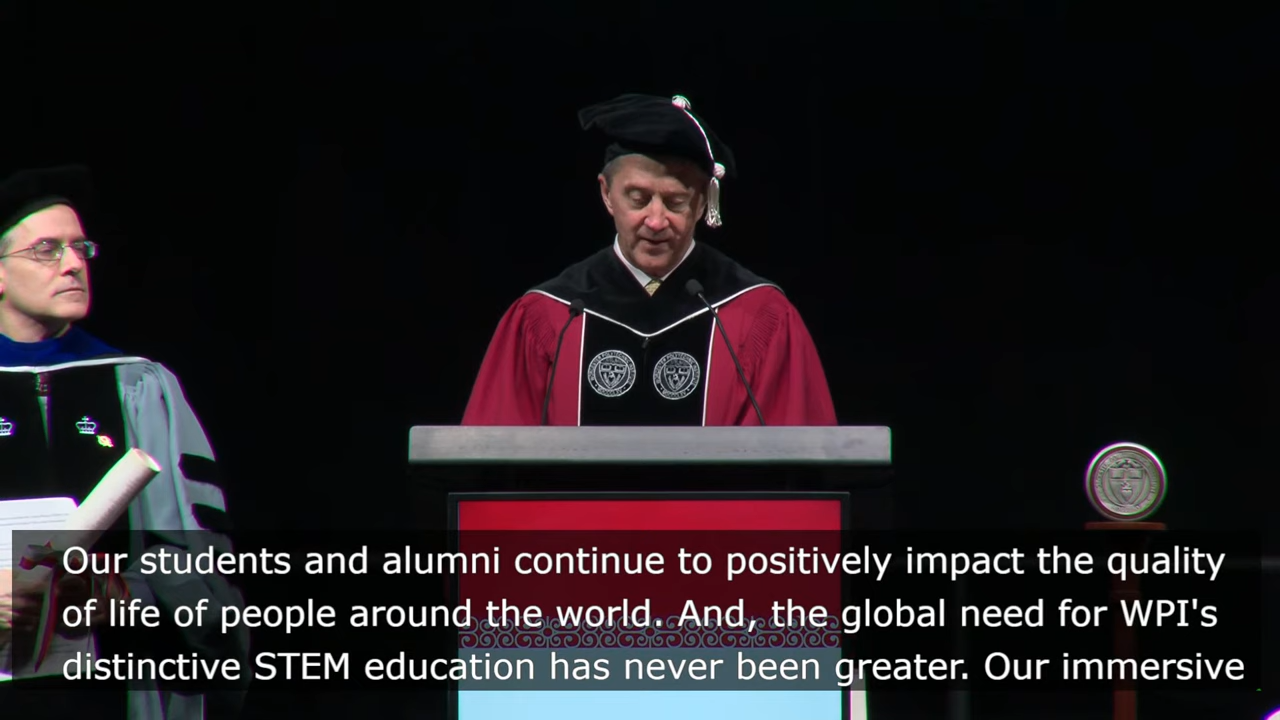 Our students and alumni continue to positively impact the quality
of life of people around the world. And, the global need for WPI's
distinctive STEM education has never been greater. Our immersive